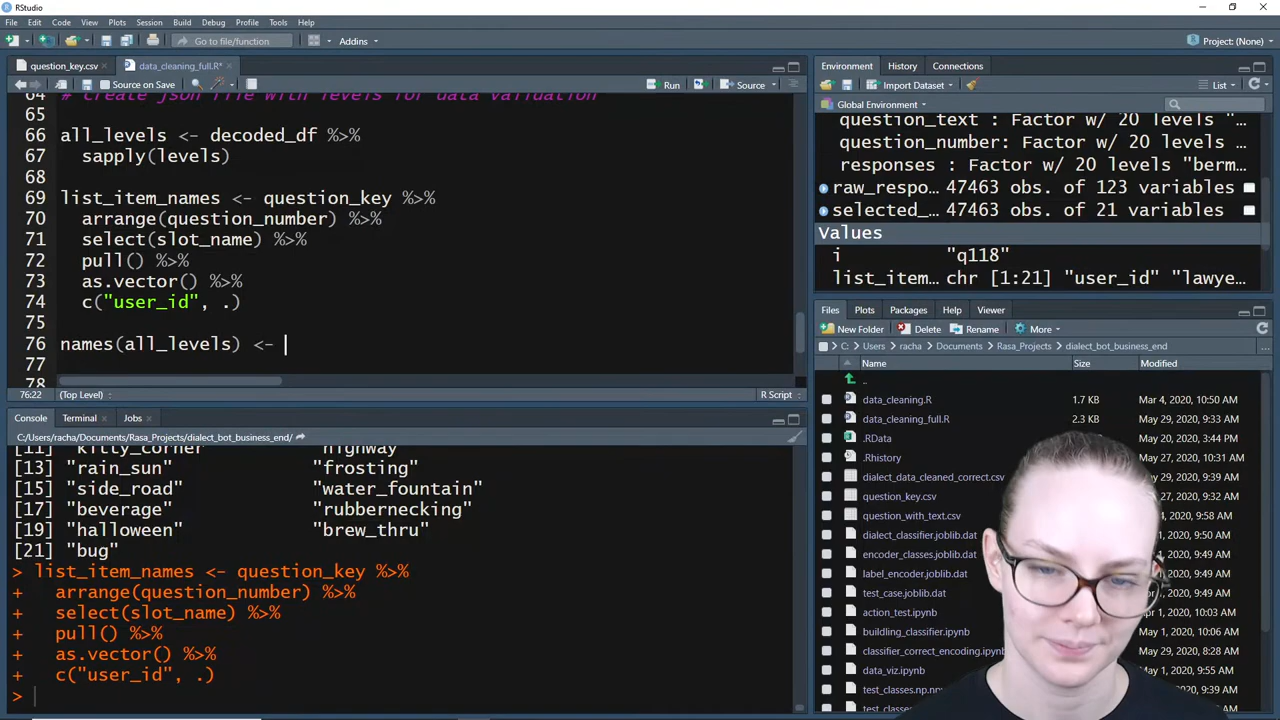 RStudio
File Edit Code View Plots Session Build Debug Profile Tools Help
Go to file/function Addins Project: (None)
question_key.csv data_cleaning_full.R*
Source on Save Run Source
64 # create json file with levels for data validation
65
66 all_levels <- decoded_df %>%
67 sapply(levels)
68
69 list_item_names <- question_key %>%
70 arrange(question_number) %>%
71 select(slot_name) %>%
72 pull() %>%
73 as.vector() %>%
74 c("user_id", .)
75
76 names(all_levels) <-
77
78
76:22 (Top Level) R Script
Console Terminal Jobs
C:/Users/racha/Documents/Rasa_Projects/dialect_bot_business_end/
[11] "kitty_corner" "highway"
[13] "rain_sun" "frosting"
[15] "side_road" "water_fountain"
[17] "beverage" "rubbernecking"
[19] "halloween" "brew_thru"
[21] "bug"
> list_item_names <- question_key %>%
+ arrange(question_number) %>%
+ select(slot_name) %>%
+ pull() %>%
+ as.vector() %>%
+ c("user_id", .)
>
Environment History Connections
Import Dataset List
Global Environment
question_text : Factor w/ 20 levels "…
question_number: Factor w/ 20 levels "…
responses : Factor w/ 20 levels "berm…
raw_respo… 47463 obs. of 123 variables
selected_… 47463 obs. of 21 variables
Values
i "q118"
list_item… chr [1:21] "user_id" "lawye…
Files Plots Packages Help Viewer
New Folder Delete Rename More
C: Users racha Documents Rasa_Projects dialect_bot_business_end ...
Name Size Modified
..
data_cleaning.R 1.7 KB Mar 4, 2020, 10:50 AM
data_cleaning_full.R 2.3 KB May 29, 2020, 9:33 AM
.RData May 20, 2020, 3:44 PM
.Rhistory 27, 2020, 10:31 AM
dialect_data_cleaned_correct.csv 2020, 9:45 AM
question_key.csv 27, 2020, 9:32 AM
question_with_text.csv 4, 2020, 9:58 AM
dialect_classifier.joblib.dat 1, 2020, 9:50 AM
encoder_classes.joblib.dat 1, 2020, 9:49 AM
label_encoder.joblib.dat 1, 2020, 9:49 AM
test_case.joblib.dat 1, 2020, 9:49 AM
action_test.ipynb 1, 2020, 10:03 AM
buildling_classifier.ipynb May 1, 2020, 10:06 AM
classifier_correct_encoding.ipynb May 4, 2020, 8:28 AM
data_viz.ipynb May 1, 2020, 9:55 AM
test_classes.np.np 9:39 AM